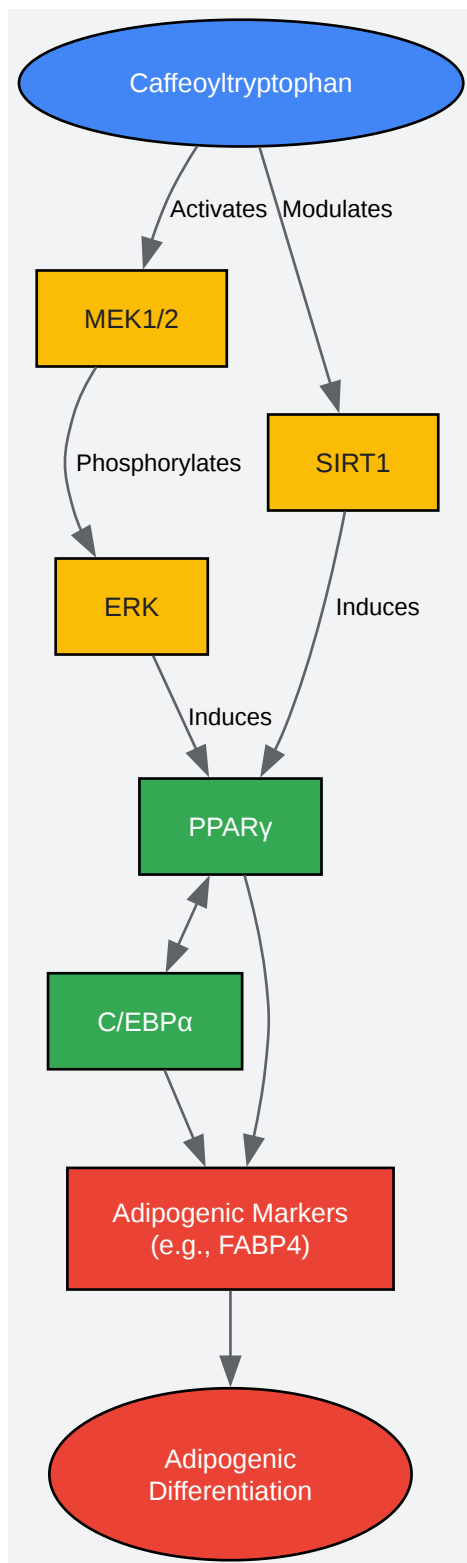 Caffeoyltryptophan
Activates
Modulates
MEK1/2
Phosphorylates
SIRT1
ERK
Induces
Induces
PPARγ
C/EBPα
Adipogenic Markers
(e.g., FABP4)
Adipogenic
Differentiation